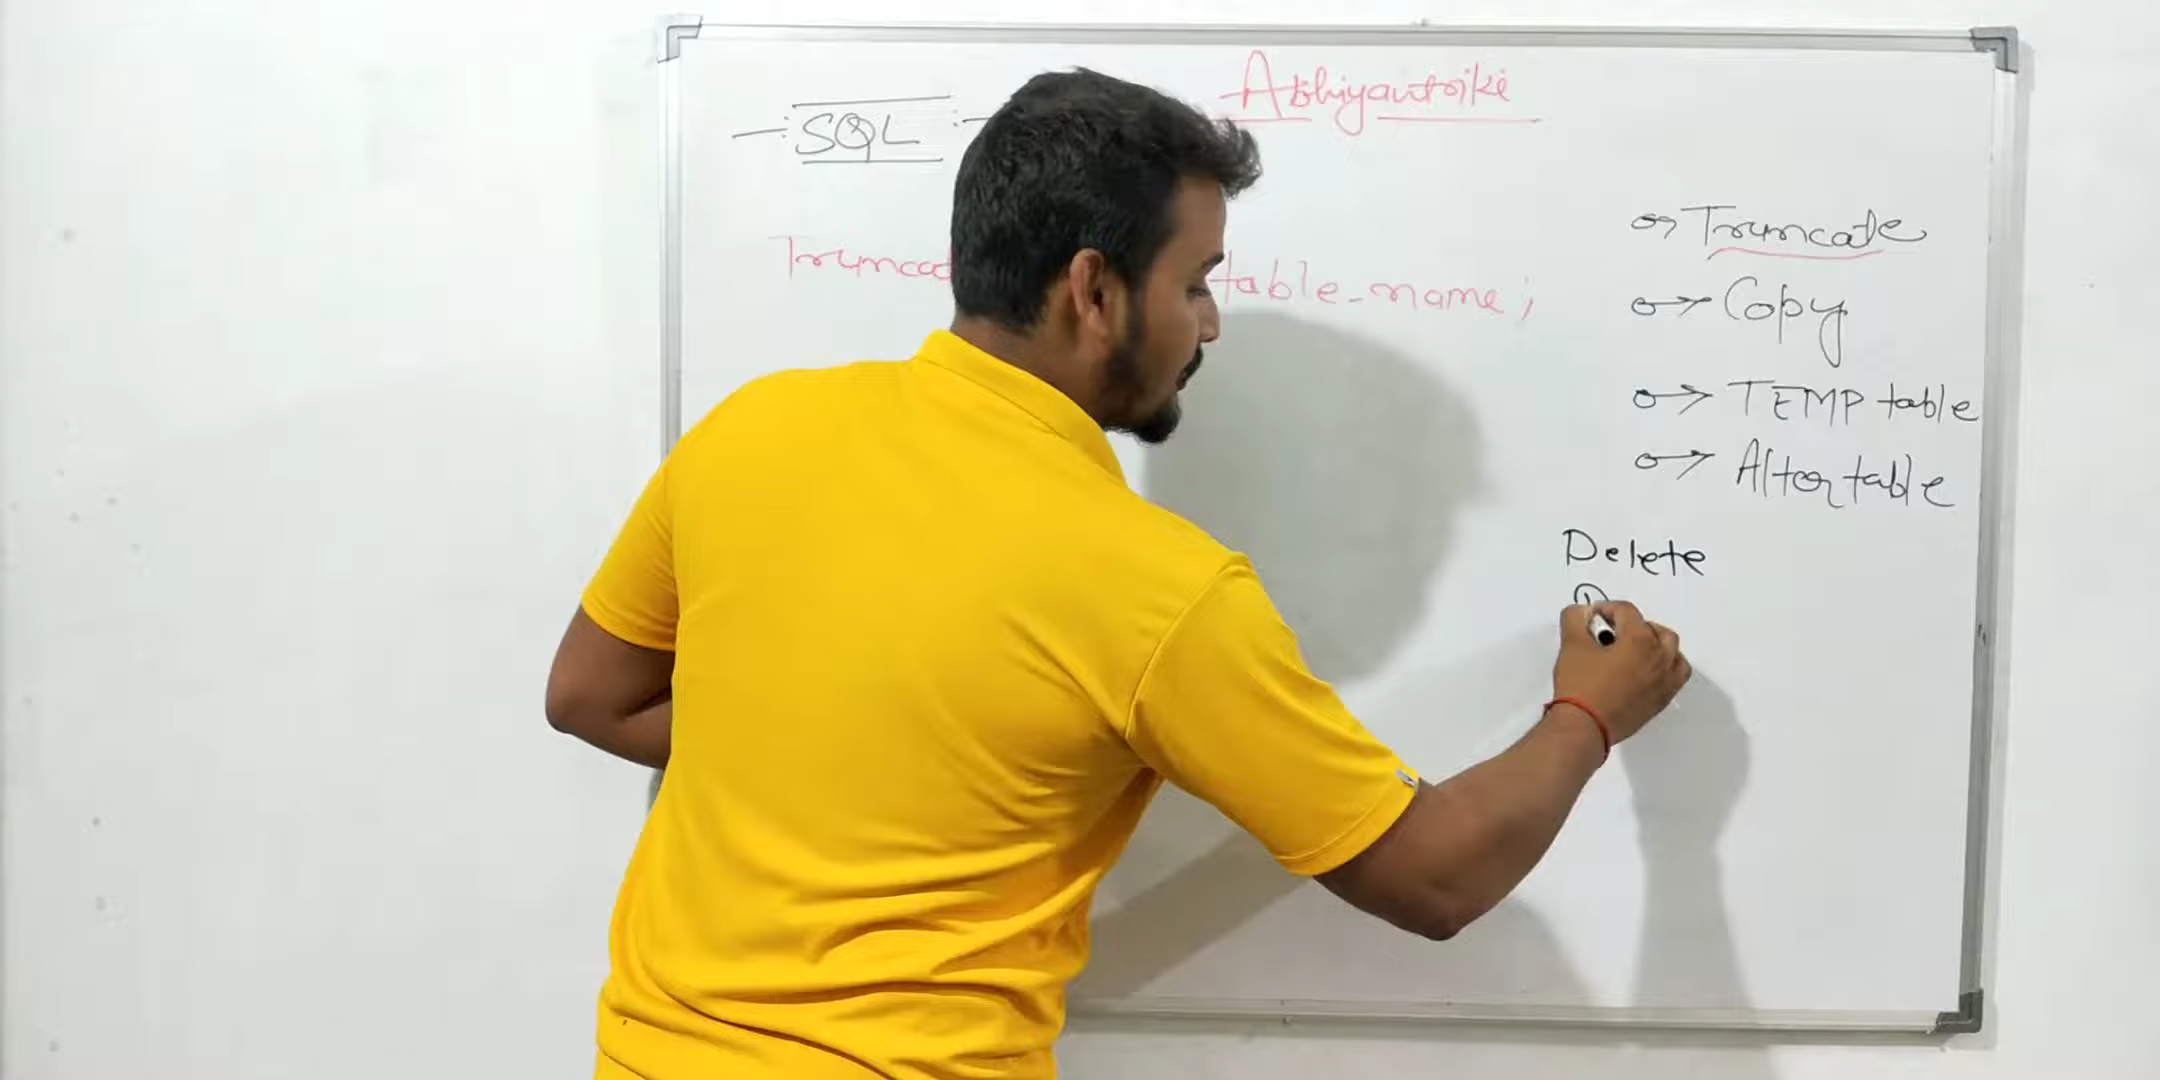 SQL
Abhiyantriki
table_name;
Truncate
Copy
TEMP table
Alter table
Delete